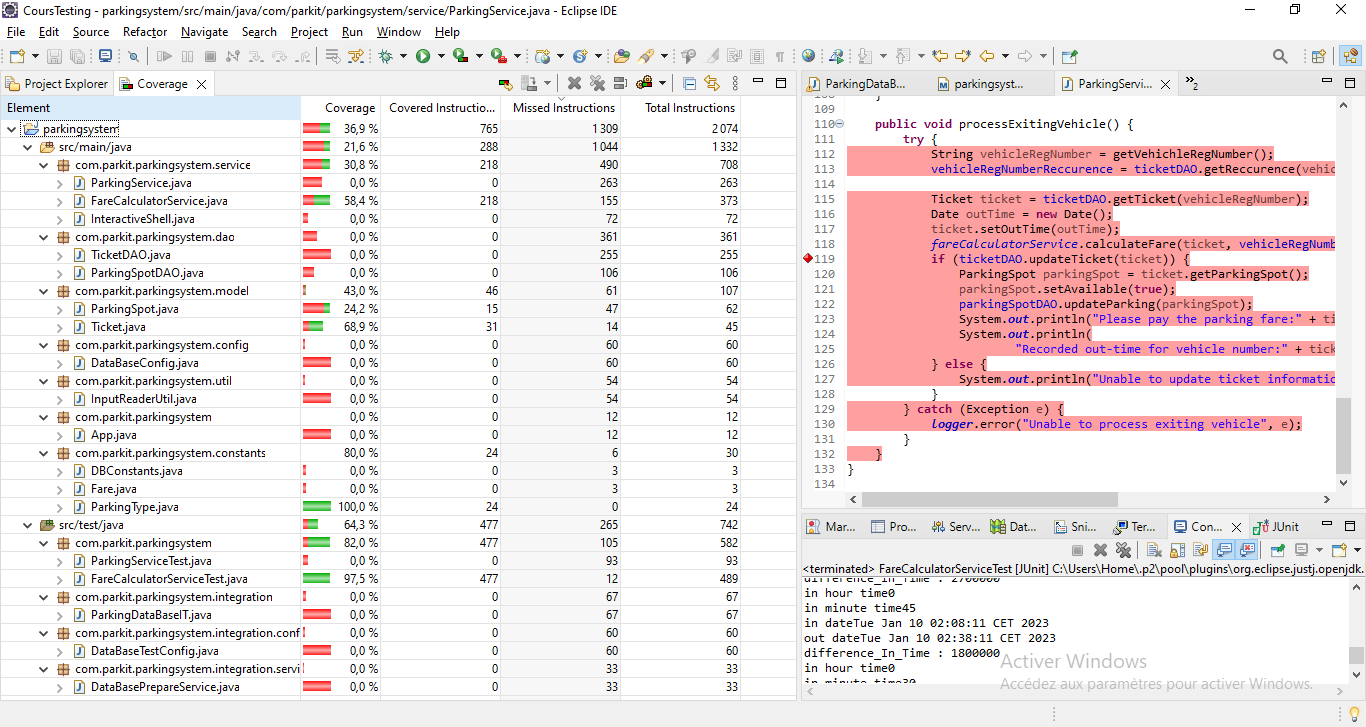 CoursTesting - parkingsystem/src/main/java/com/parkit/parkingsystem/service/ParkingService.java - Eclipse IDE
File Edit Source Refactor Navigate Search Project Run Window Help
Project Explorer Coverage
Element Coverage Covered Instructio... Missed Instructions Total Instructions
parkingsystem 36,9 % 765 1 309 2 074
src/main/java 21,6 % 288 1 044 1 332
com.parkit.parkingsystem.service 30,8 % 218 490 708
ParkingService.java 0,0 % 0 263 263
FareCalculatorService.java 58,4 % 218 155 373
InteractiveShell.java 0,0 % 0 72 72
com.parkit.parkingsystem.dao 0,0 % 0 361 361
TicketDAO.java 0,0 % 0 255 255
ParkingSpotDAO.java 0,0 % 0 106 106
com.parkit.parkingsystem.model 43,0 % 46 61 107
ParkingSpot.java 24,2 % 15 47 62
Ticket.java 68,9 % 31 14 45
com.parkit.parkingsystem.config 0,0 % 0 60 60
DataBaseConfig.java 0,0 % 0 60 60
com.parkit.parkingsystem.util 0,0 % 0 54 54
InputReaderUtil.java 0,0 % 0 54 54
com.parkit.parkingsystem 0,0 % 0 12 12
App.java 0,0 % 0 12 12
com.parkit.parkingsystem.constants 80,0 % 24 6 30
DBConstants.java 0,0 % 0 3 3
Fare.java 0,0 % 0 3 3
ParkingType.java 100,0 % 24 0 24
src/test/java 64,3 % 477 265 742
com.parkit.parkingsystem 82,0 % 477 105 582
ParkingServiceTest.java 0,0 % 0 93 93
FareCalculatorServiceTest.java 97,5 % 477 12 489
com.parkit.parkingsystem.integration 0,0 % 0 67 67
ParkingDataBaseIT.java 0,0 % 0 67 67
com.parkit.parkingsystem.integration.conf 0,0 % 0 60 60
DataBaseTestConfig.java 0,0 % 0 60 60
com.parkit.parkingsystem.integration.servi 0,0 % 0 33 33
DataBasePrepareService.java 0,0 % 0 33 33
ParkingDataB... parkingsyst... ParkingServi... »2
109
110 public void processExitingVehicle() {
111 try {
112 String vehicleRegNumber = getVehichleRegNumber();
113 vehicleRegNumberReccurence = ticketDAO.getReccurence(vehic
114
115 Ticket ticket = ticketDAO.getTicket(vehicleRegNumber);
116 Date outTime = new Date();
117 ticket.setOutTime(outTime);
118 fareCalculatorService.calculateFare(ticket, vehicleRegNumb
119 if (ticketDAO.updateTicket(ticket)) {
120 ParkingSpot parkingSpot = ticket.getParkingSpot();
121 parkingSpot.setAvailable(true);
122 parkingSpotDAO.updateParking(parkingSpot);
123 System.out.println("Please pay the parking fare:" + ti
124 System.out.println(
125 "Recorded out-time for vehicle number:" + tick
126 } else {
127 System.out.println("Unable to update ticket informatio
128 }
129 } catch (Exception e) {
130 logger.error("Unable to process exiting vehicle", e);
131 }
132 }
133 }
134
Mar... Pro... Serv... Dat... Sni... Ter... Con... JUnit
<terminated> FareCalculatorServiceTest [JUnit] C:\Users\Home\.p2\pool\plugins\org.eclipse.justj.openjdk.
difference_In_Time : 2700000
in hour time0
in minute time45
in dateTue Jan 10 02:08:11 CET 2023
out dateTue Jan 10 02:38:11 CET 2023
difference_In_Time : 1800000
in hour time0
in minute time30
Activer Windows
Accédez aux paramètres pour activer Windows.